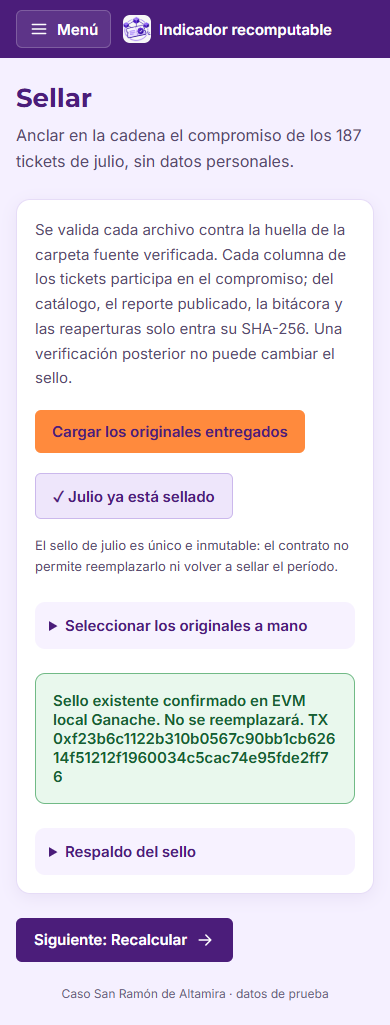 Menú
Indicador recomputable
Sellar
Anclar en la cadena el compromiso de los 187
tickets de julio, sin datos personales.
Se valida cada archivo contra la huella de la
carpeta fuente verificada. Cada columna de
los tickets participa en el compromiso; del
catálogo, el reporte publicado, la bitácora y
las reaperturas solo entra su SHA-256. Una
verificación posterior no puede cambiar el
sello.
Cargar los originales entregados
✓ Julio ya está sellado
El sello de julio es único e inmutable: el contrato no
permite reemplazarlo ni volver a sellar el período.
▶ Seleccionar los originales a mano
Sello existente confirmado en EVM
local Ganache. No se reemplazará. TX
0xf23b6c1122b310b0567c90bb1cb626
14f51212f1960034c5cac74e95fde2ff7
6
▶ Respaldo del sello
Siguiente: Recalcular →
Caso San Ramón de Altamira · datos de prueba